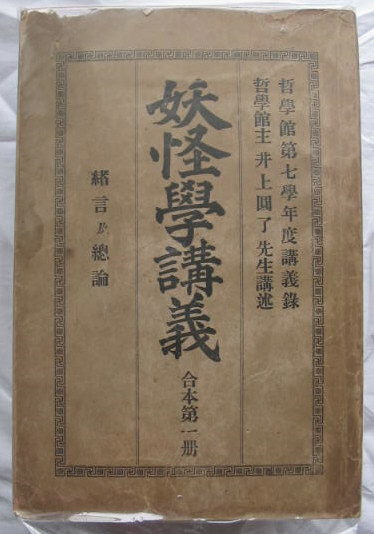 哲學館第七學年度講義錄
哲學館主 井上圓了先生講述
妖怪學講義 合本第一册
緒言及總論